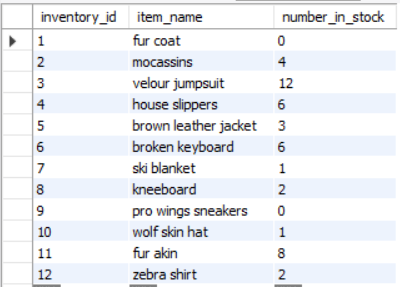 inventory_id item_name number_in_stock
1 fur coat 0
2 mocassins 4
3 velour jumpsuit 12
4 house slippers 6
5 brown leather jacket 3
6 broken keyboard 6
7 ski blanket 1
8 kneeboard 2
9 pro wings sneakers 0
10 wolf skin hat 1
11 fur akin 8
12 zebra shirt 2